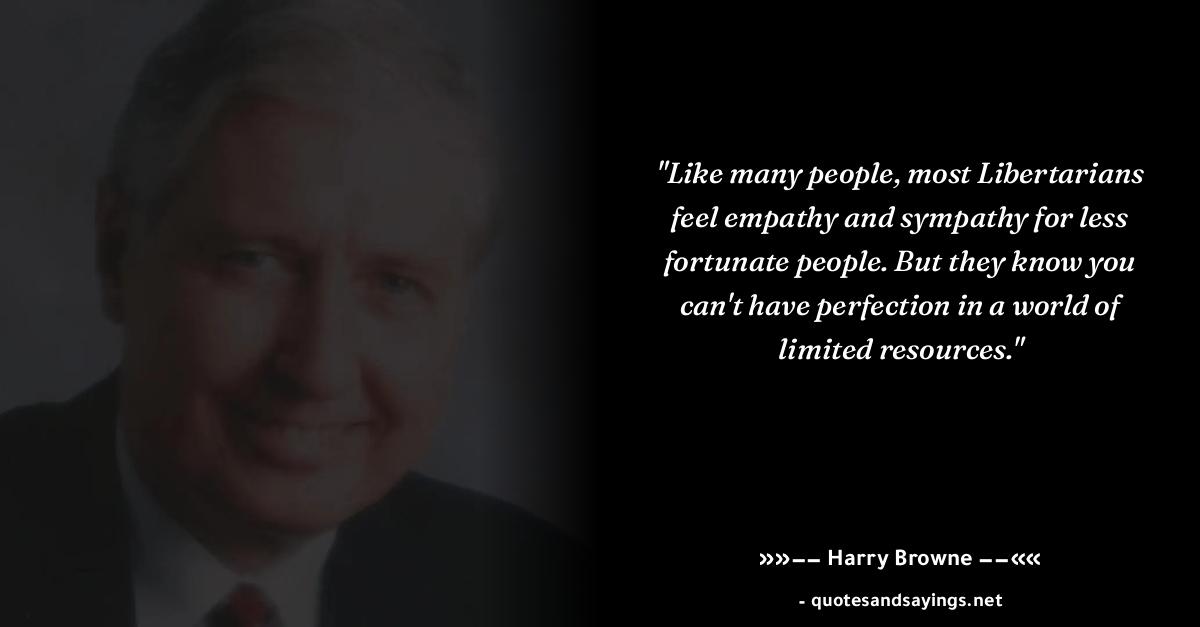 "Like many people, most Libertarians
feel empathy and sympathy for less
fortunate people. But they know you
can't have perfection in a world of
limited resources."
»»−− Harry Browne −−««
- quotesandsayings.net